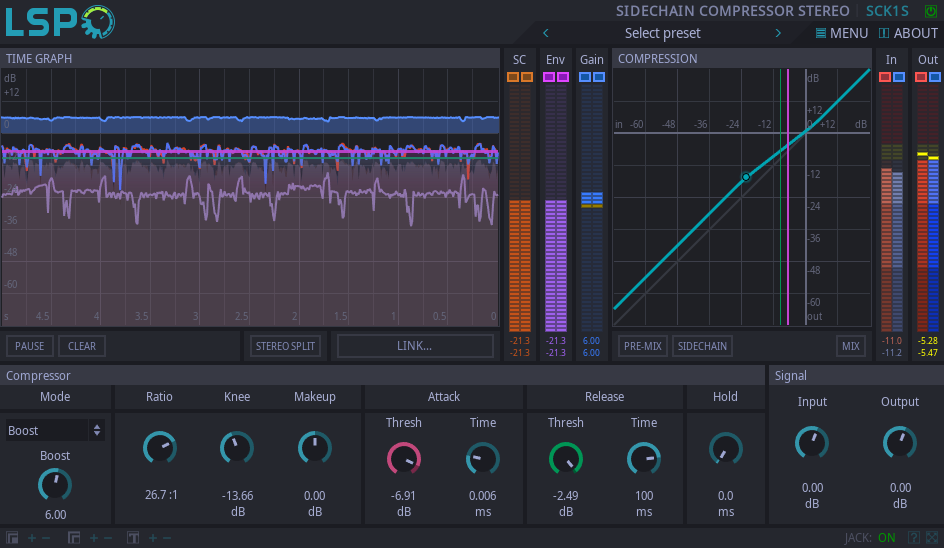 LSP
SIDECHAIN COMPRESSOR STEREO SCK1S
Select preset MENU ABOUT
TIME GRAPH SC Env Gain COMPRESSION In Out
dB dB
+12 +12
0 in -60 -48 -36 -24 -12 0 +12 dB
-12
-24 -24
-36 -36
-48 -48
-60 -60
s 4.5 4 3.5 3 2.5 2 1.5 1 0.5 0 out
PAUSE CLEAR STEREO SPLIT LINK... -21.3 -21.3 6.00 PRE-MIX SIDECHAIN MIX -11.0 -5.28
-21.3 -21.3 6.00 -11.2 -5.47
Compressor Signal
Mode Ratio Knee Makeup Attack Release Hold Input Output
Thresh Time Thresh Time
Boost
Boost
26.7 :1 -13.66 0.00 -6.91 0.006 -2.49 100 0.0 0.00 0.00
dB dB dB ms dB ms ms dB dB
6.00
JACK: ON ?